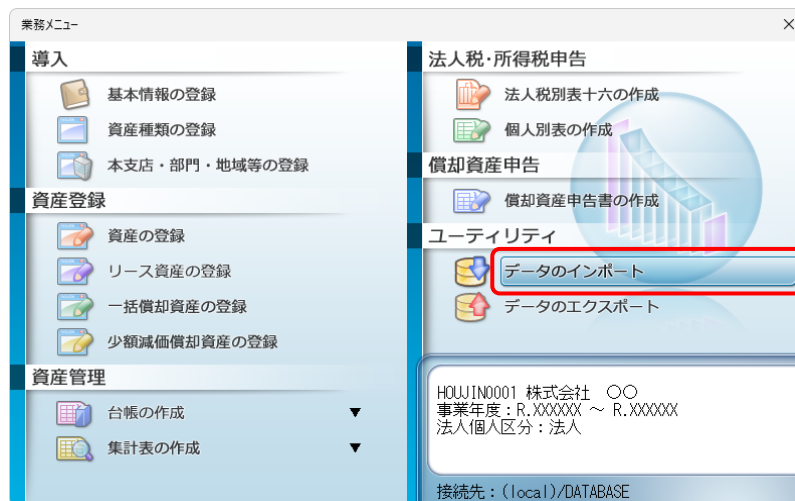 業務メニュー
導入
基本情報の登録
資産種類の登録
本支店・部門・地域等の登録
資産登録
資産の登録
リース資産の登録
一括償却資産の登録
少額減価償却資産の登録
資産管理
台帳の作成 ▼
集計表の作成 ▼
法人税・所得税申告
法人税別表十六の作成
個人別表の作成
償却資産申告
償却資産申告書の作成
ユーティリティ
データのインポート
データのエクスポート
HOUJIN0001 株式会社　〇〇
事業年度：R.XXXXXX ～ R.XXXXXX
法人個人区分：法人
接続先：(local)/DATABASE